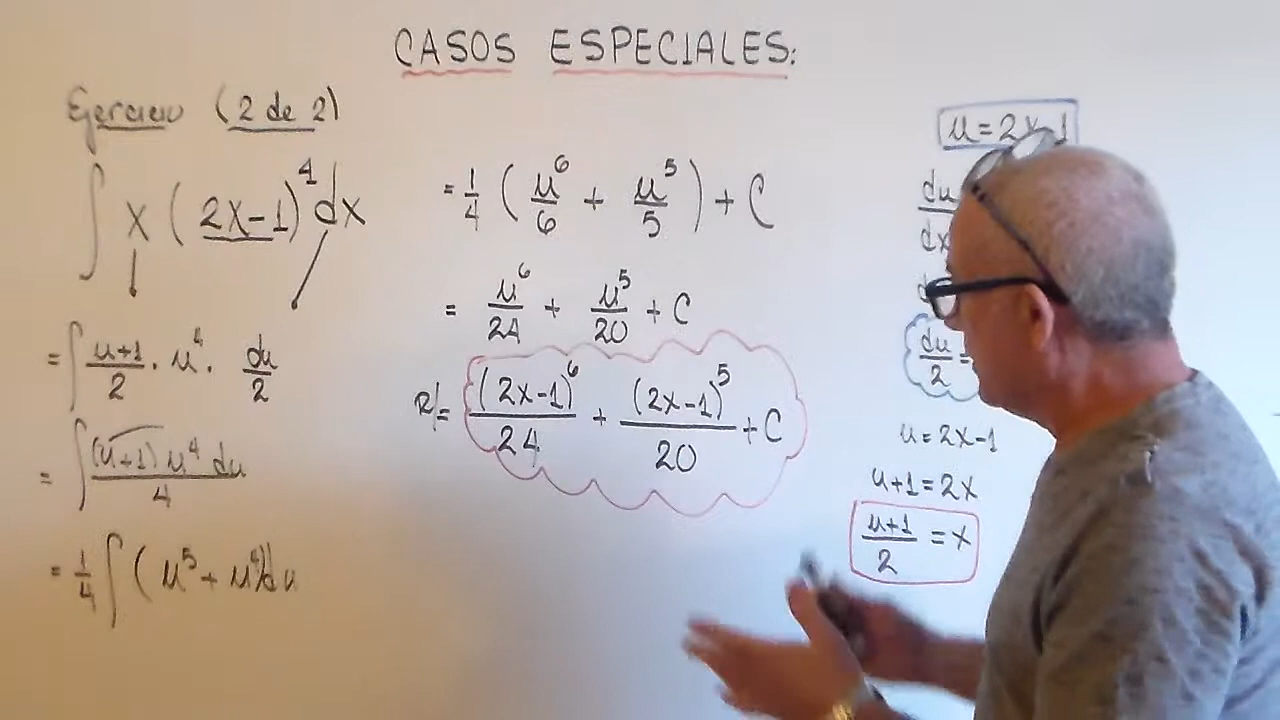 CASOS ESPECIALES:
Ejercicio (2 de 2)
∫ x (2x-1)⁴ dx
= ∫ u+1/2 · u⁴ · du/2
= ∫ (u+1) u⁴ du / 4
= 1/4 ∫ (u⁵ + u⁴) du
= 1/4 (u⁶/6 + u⁵/5) + C
= u⁶/24 + u⁵/20 + C
R/= (2x-1)⁶/24 + (2x-1)⁵/20 + C
u = 2x-1
du/dx
du/2 =
u = 2x-1
u+1 = 2x
u+1/2 = x